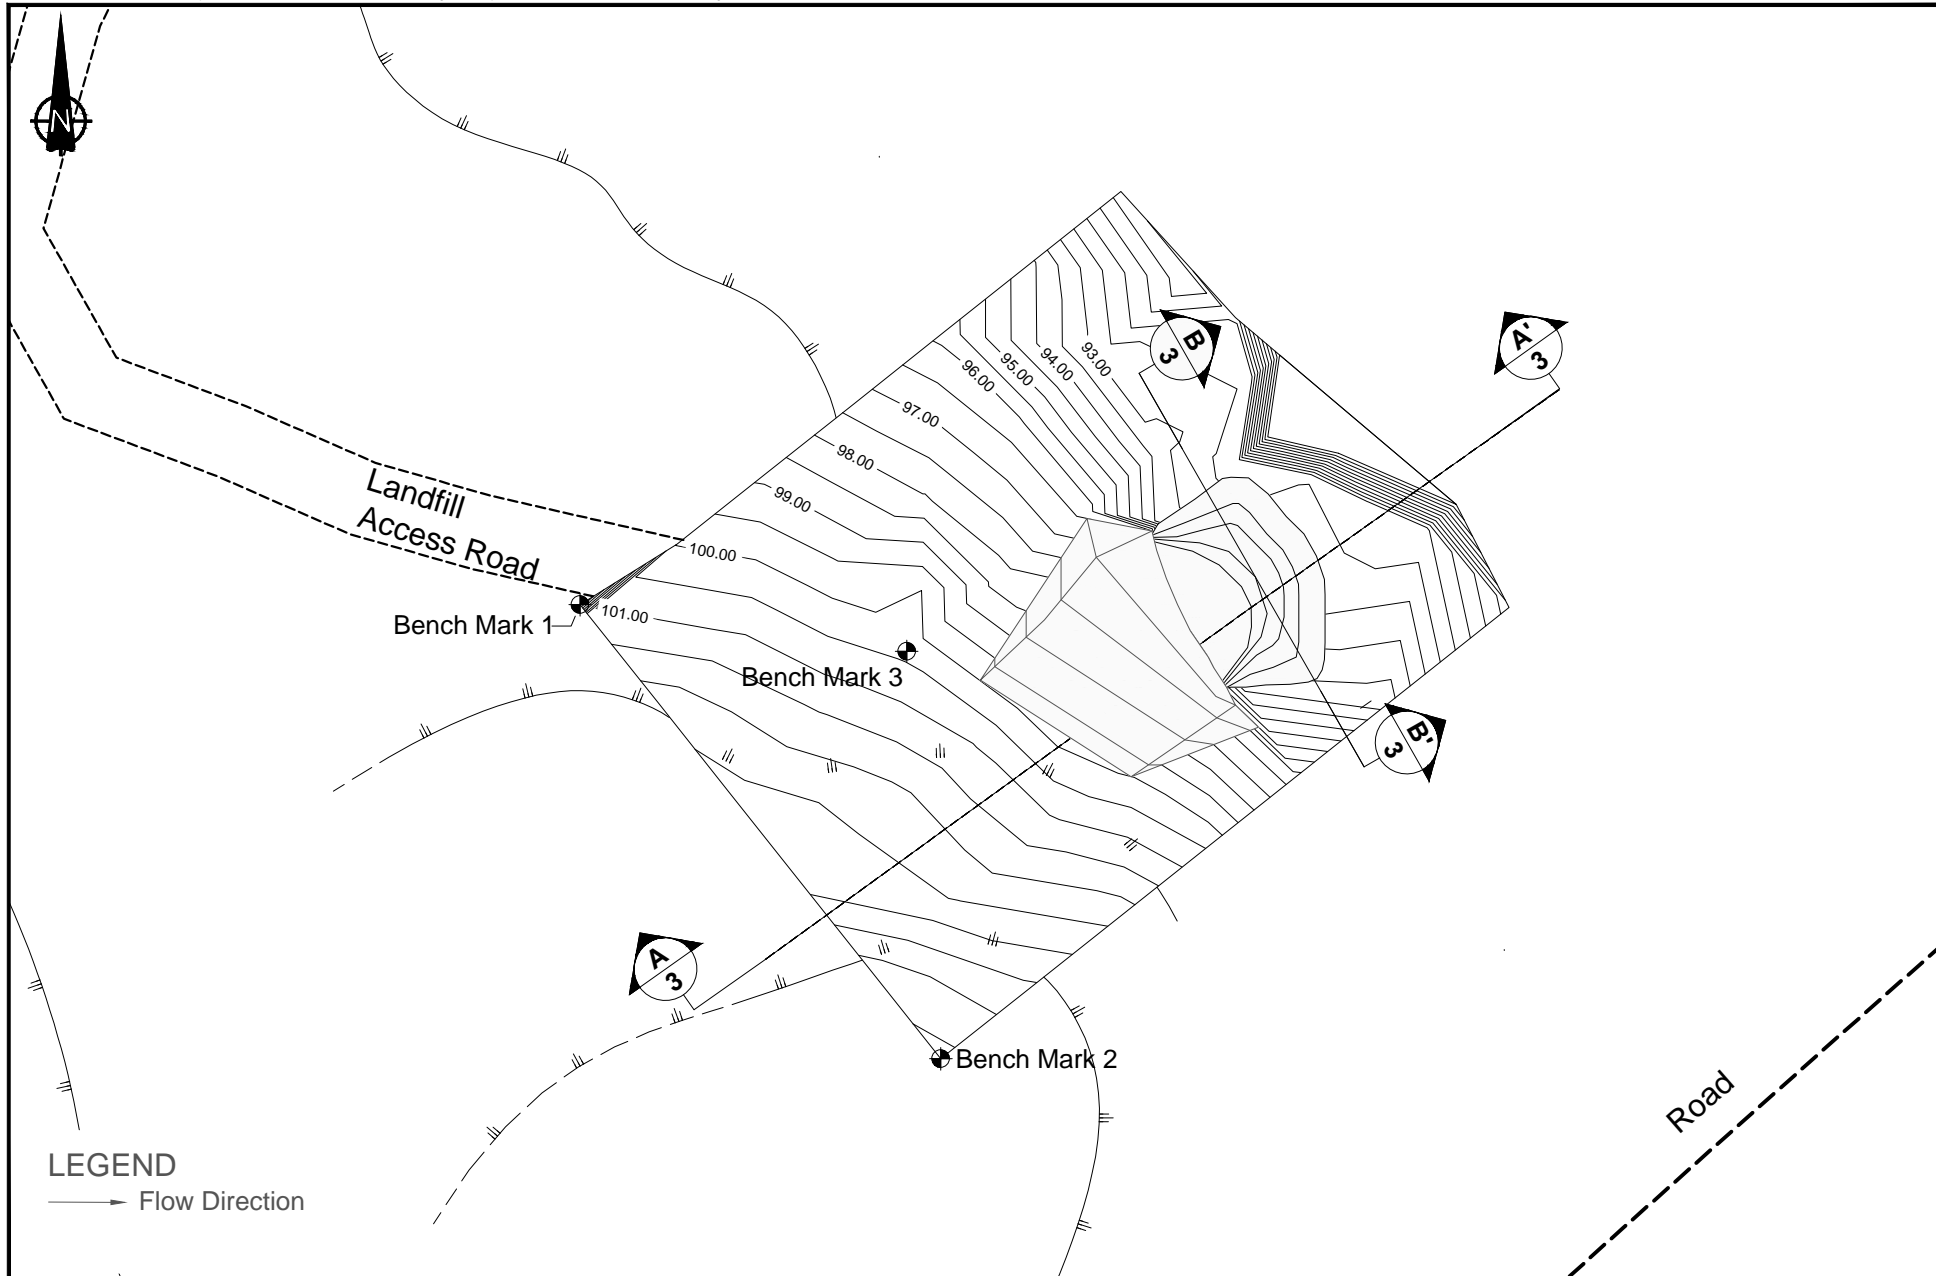 N
A'
3
B
3
93.00
94.00
95.00
96.00
97.00
98.00
99.00
100.00
101.00
Landfill
Access Road
Bench Mark 1
Bench Mark 3
B'
3
A
3
Bench Mark 2
Road
LEGEND
Flow Direction